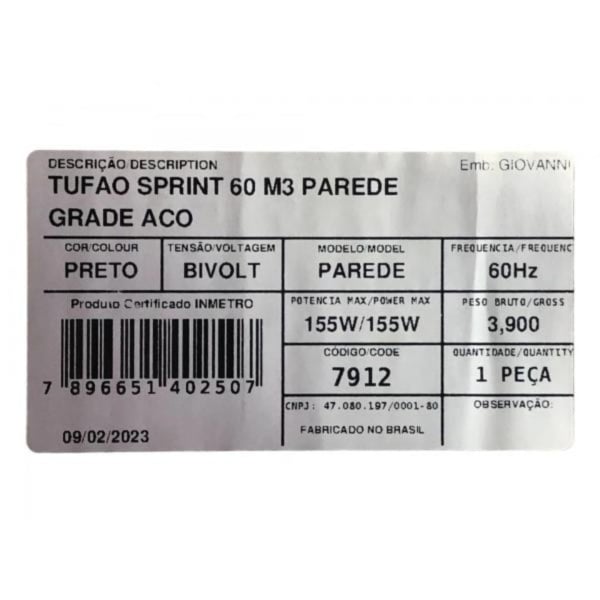 DESCRIÇÃO/DESCRIPTION
Emb: GIOVANNI
TUFAO SPRINT 60 M3 PAREDE
GRADE ACO
COR/COLOUR
PRETO
TENSÃO/VOLTAGEM
BIVOLT
MODELO/MODEL
PAREDE
FREQUENCIA/FREQUENC
60Hz
Produto Certificado INMETRO
7 896651 402507
POTENCIA MAX/POWER MAX
155W/155W
PESO BRUTO/GROSS
3,900
CÓDIGO/CODE
7912
QUANTIDADE/QUANTITY
1 PEÇA
CNPJ: 47.080.197/0001-80
FABRICADO NO BRASIL
OBSERVAÇÃO:
09/02/2023